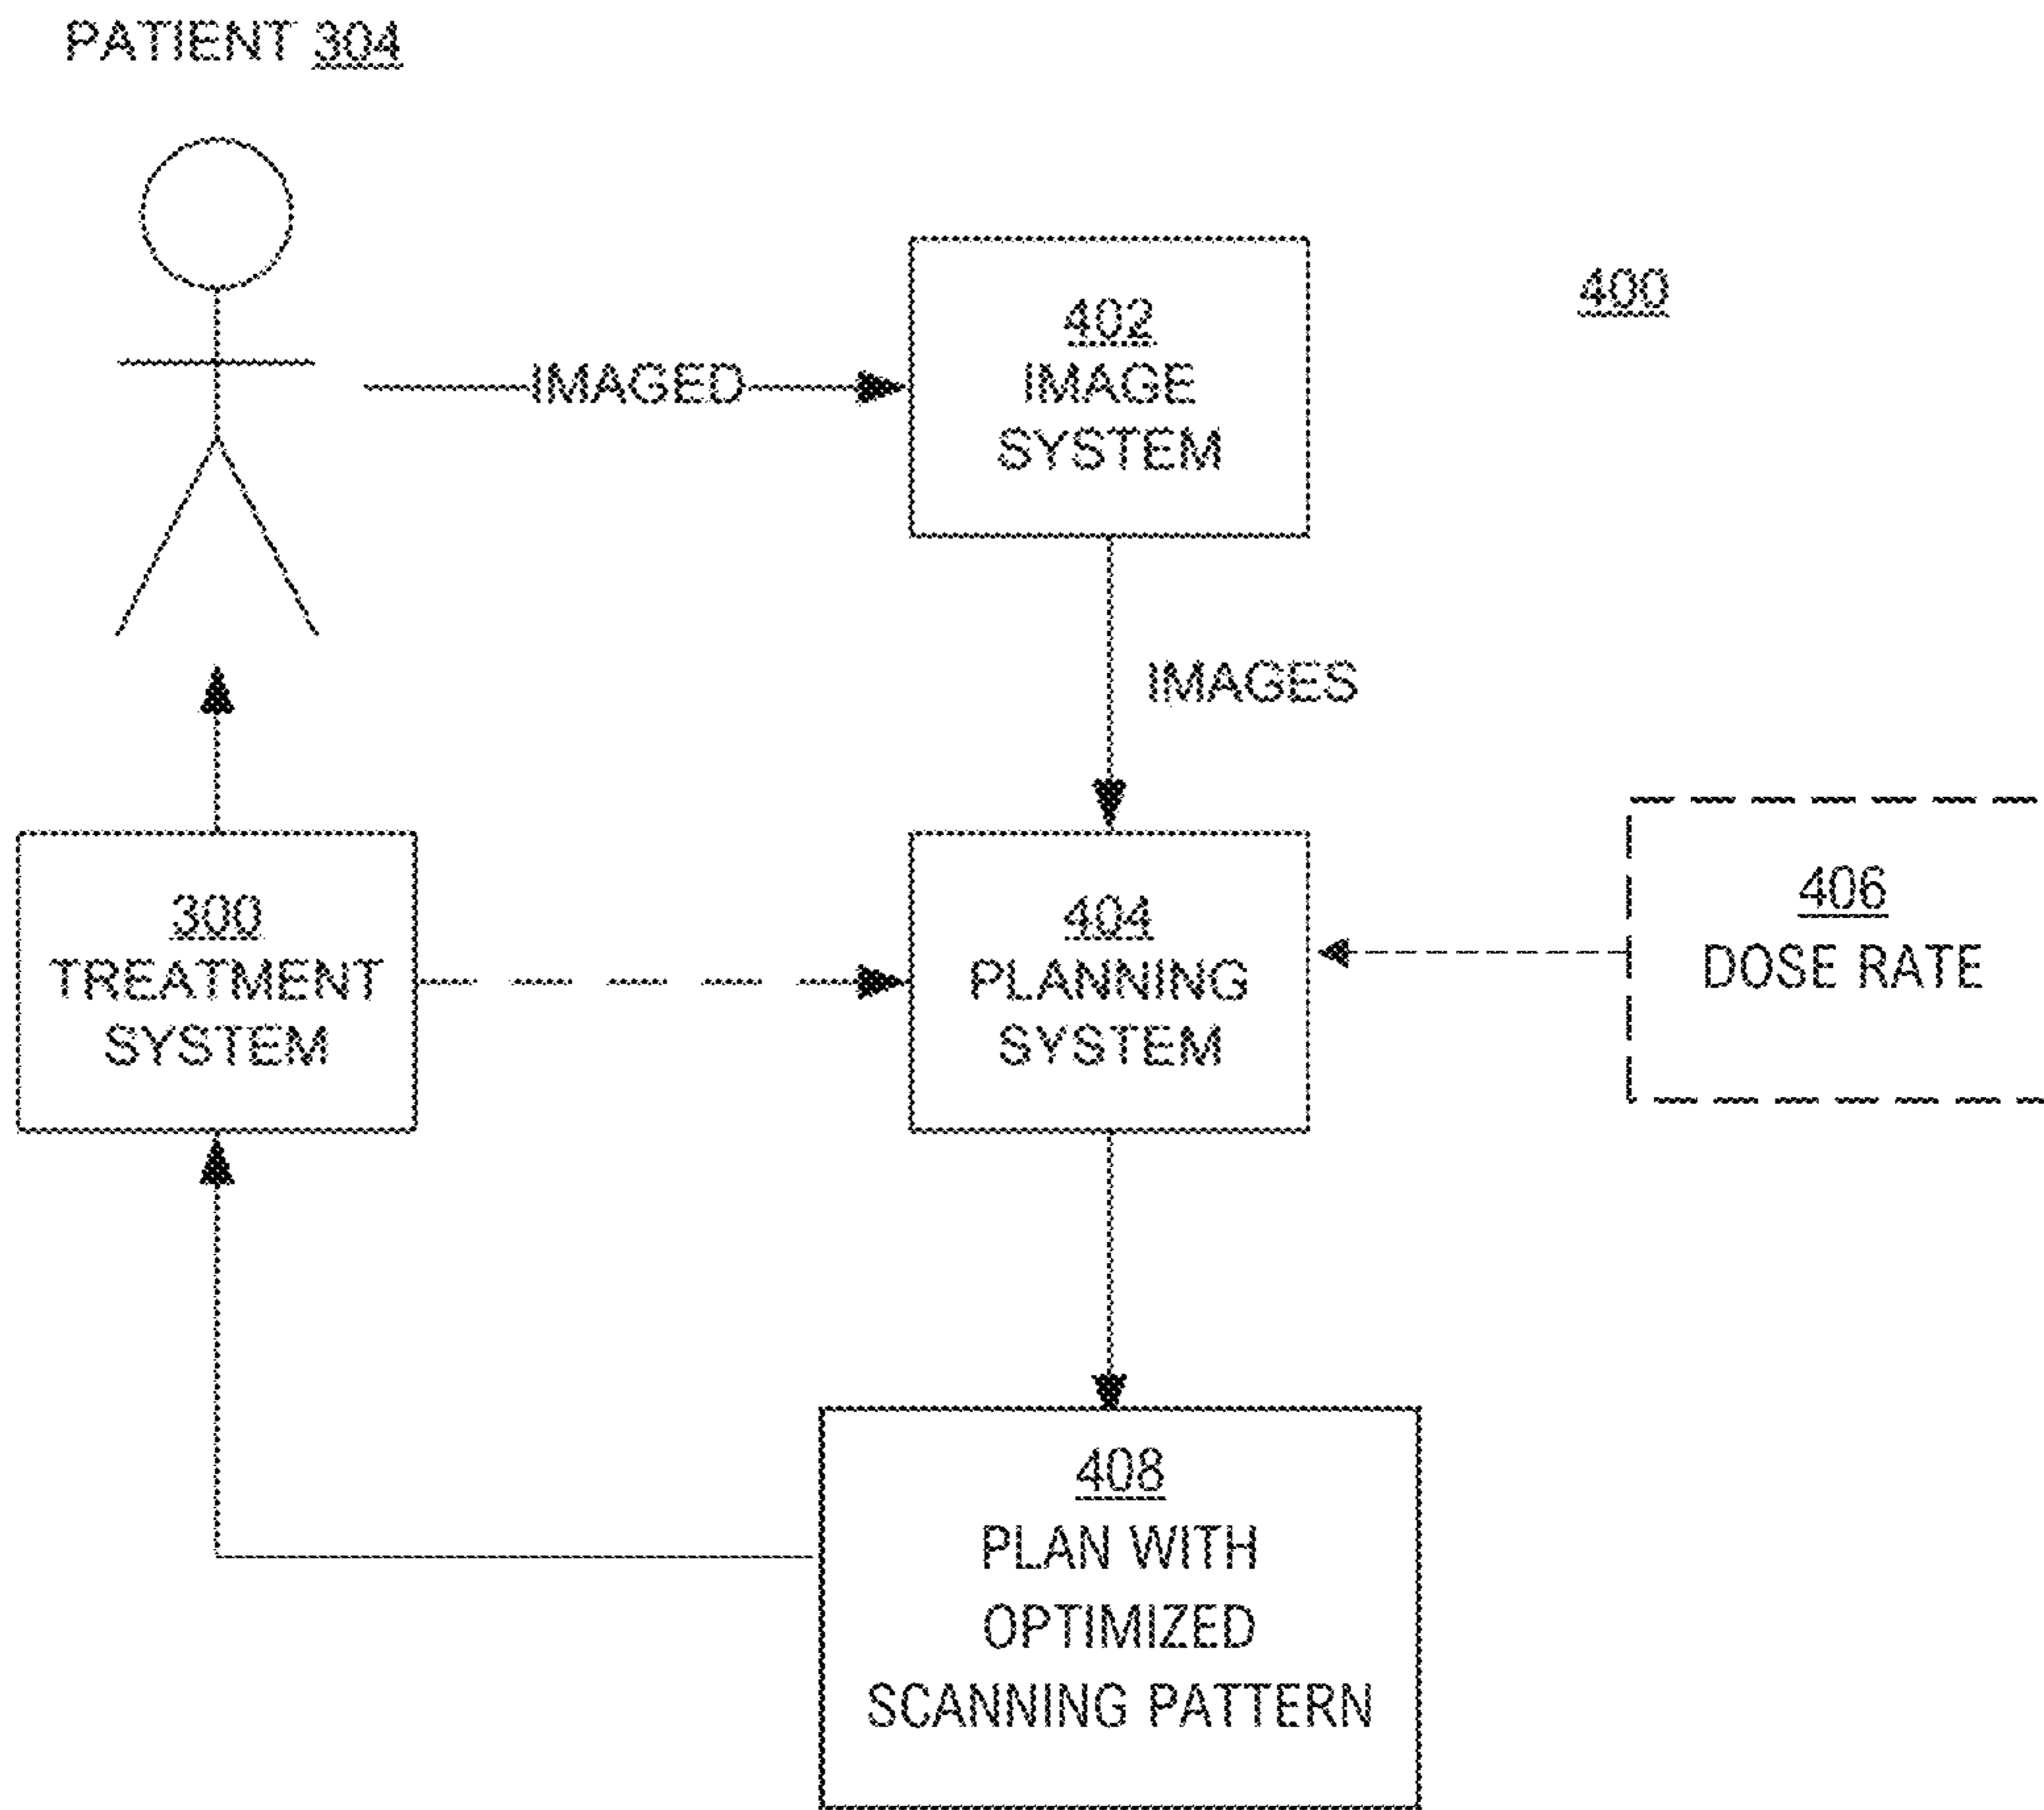 PATIENT 304
400
402
IMAGED
IMAGE
SYSTEM
IMAGES
300
TREATMENT
SYSTEM
404
PLANNING
SYSTEM
406
DOSE RATE
408
PLAN WITH
OPTIMIZED
SCANNING PATTERN